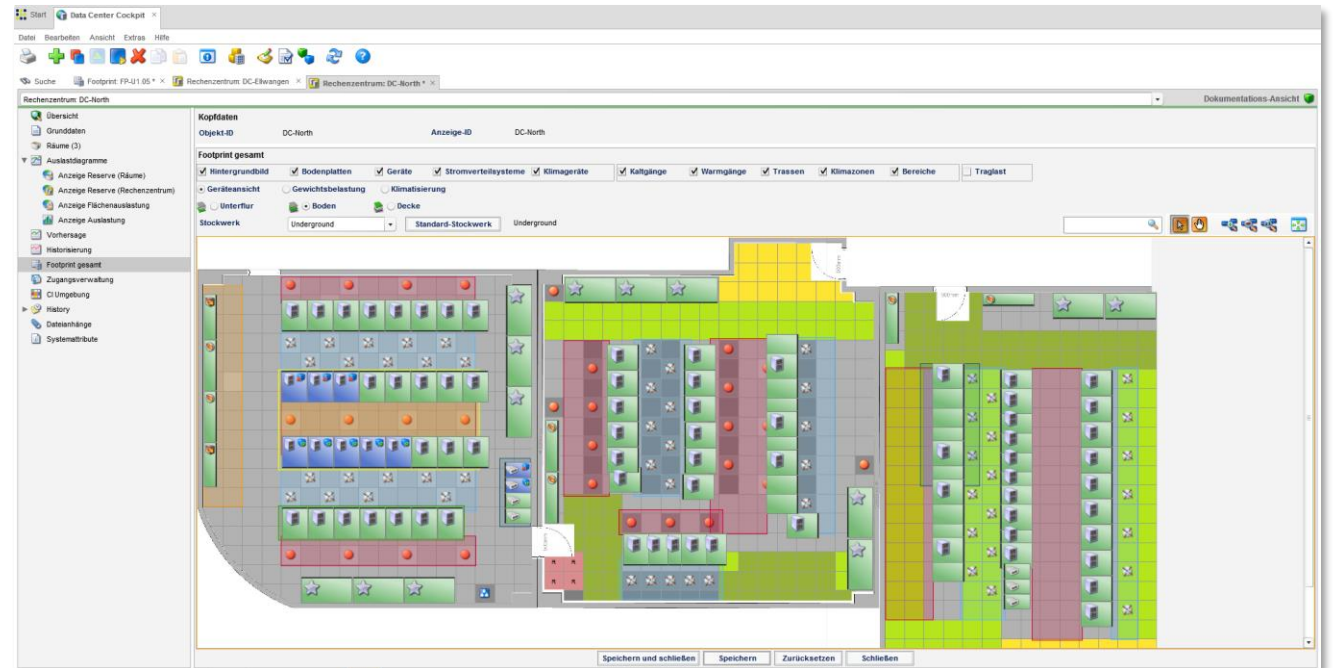 Start Data Center Cockpit ×
Datei Bearbeiten Ansicht Extras Hilfe
Suche Footprint: FP-U1.05 * × Rechenzentrum: DC-Ellwangen × Rechenzentrum: DC-North * ×
Rechenzentrum: DC-North Dokumentations-Ansicht
Übersicht
Grunddaten
Räume (3)
Auslastdiagramme
Anzeige Reserve (Räume)
Anzeige Reserve (Rechenzentrum)
Anzeige Flächenauslastung
Anzeige Auslastung
Vorhersage
Historisierung
Footprint gesamt
Zugangsverwaltung
CI Umgebung
History
Dateianhänge
Systemattribute
Kopfdaten
Objekt-ID DC-North Anzeige-ID DC-North
Footprint gesamt
Hintergrundbild Bodenplatten Geräte Stromverteilsysteme Klimageräte Kaltgänge Warmgänge Trassen Klimazonen Bereiche Traglast
Geräteansicht Gewichtsbelastung Klimatisierung
Unterflur Boden Decke
Stockwerk Underground Standard-Stockwerk Underground
Speichern und schließen Speichern Zurücksetzen Schließen